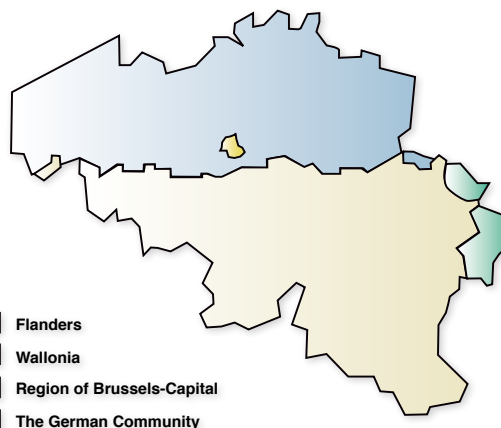 Flanders
Wallonia
Region of Brussels-Capital
The German Community